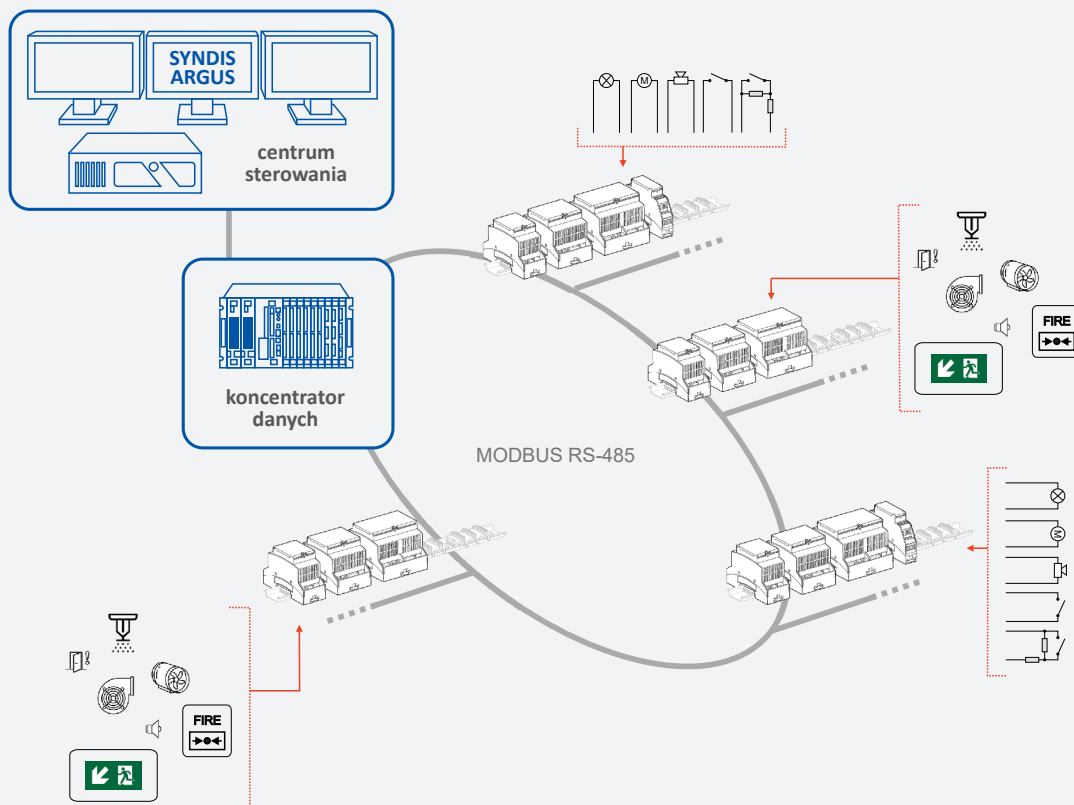 SYNDIS
ARGUS
centrum
sterowania
M
FIRE
koncentrator
danych
MODBUS RS-485
M
FIRE